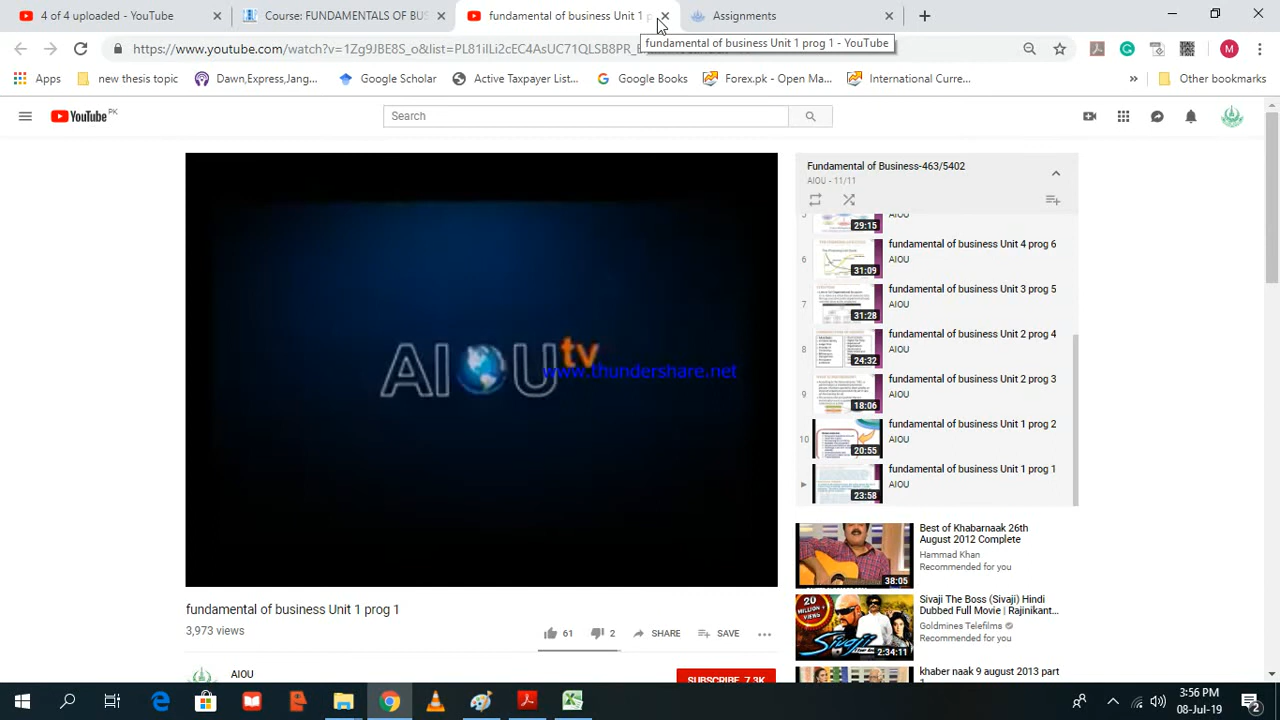 4 of 4 uploaded - YouTube
Course: FUNDAMENTALS OF BUS
fundamental of business Unit 1 p
Assignments
https://www.youtube.com/watch?v=1Zg9JBE8s_o&list=PL81iILi2cEC4AsUC71QLSB8PR_
fundamental of business Unit 1 prog 1 - YouTube
M
Apps
new thesis topic
Dawn,Expresss,Tang...
Google Scholar
Active Taxpayer List...
Google Books
Forex.pk - Open Ma...
International Curre...
»
Other bookmarks
YouTube PK
Search
www.thundershare.net
Fundamental of Business-463/5402
AIOU - 11/11
AIOU
29:15
6
fundamental of business Unit 4 prog 6
AIOU
31:09
7
fundamental of business Unit 3 prog 5
AIOU
31:28
8
fundamental of business Unit 2 prog 4
AIOU
24:32
9
fundamental of business Unit 2 prog 3
AIOU
18:06
10
fundamental of business Unit 1 prog 2
AIOU
20:55
fundamental of business Unit 1 prog 1
AIOU
23:58
Best of Khabarnaak 26th
August 2012 Complete
Hammad Khan
Recommended for you
38:05
Sivaji The Boss (Sivaji) Hindi
Dubbed Full Movie | Rajinikant...
Goldmines Telefilms
Recommended for you
20
MILLION+
VIEWS
2:34:11
khaber naak 9 august 2013 part
fundamental of business Unit 1 prog 1
3,973 views
61
2
SHARE
SAVE
AIOU
SUBSCRIBE 7.3K
3:56 PM
08-Jul-19
2